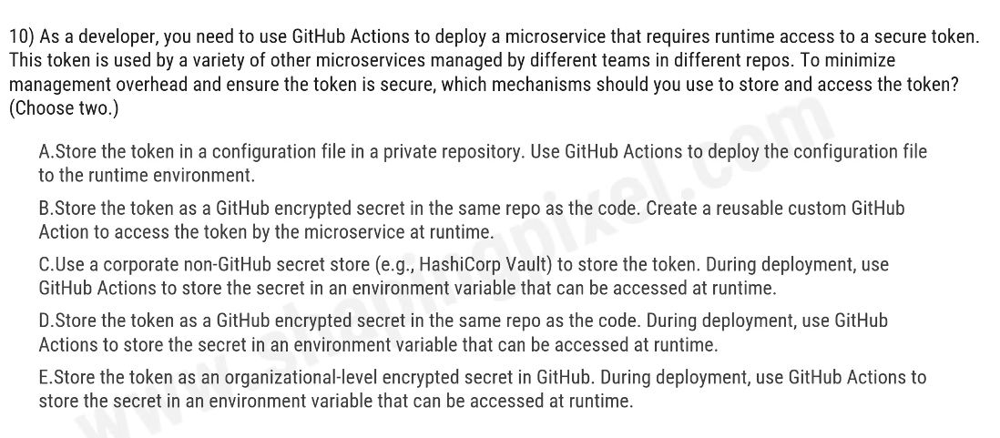 10) As a developer, you need to use GitHub Actions to deploy a microservice that requires runtime access to a secure token.
This token is used by a variety of other microservices managed by different teams in different repos. To minimize
management overhead and ensure the token is secure, which mechanisms should you use to store and access the token?
(Choose two.)
A.Store the token in a configuration file in a private repository. Use GitHub Actions to deploy the configuration file
to the runtime environment.
B.Store the token as a GitHub encrypted secret in the same repo as the code. Create a reusable custom GitHub
Action to access the token by the microservice at runtime.
C.Use a corporate non-GitHub secret store (e.g., HashiCorp Vault) to store the token. During deployment, use
GitHub Actions to store the secret in an environment variable that can be accessed at runtime.
D.Store the token as a GitHub encrypted secret in the same repo as the code. During deployment, use GitHub
Actions to store the secret in an environment variable that can be accessed at runtime.
E.Store the token as an organizational-level encrypted secret in GitHub. During deployment, use GitHub Actions to
store the secret in an environment variable that can be accessed at runtime.
www.shapingpixel.com